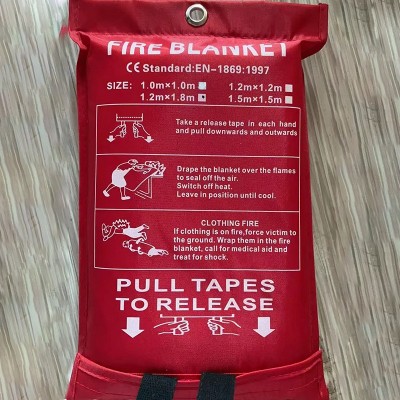 FIRE BLANKET
CE Standard:EN-1869:1997
SIZE: 1.0m×1.0m 1.2m×1.2m
1.2m×1.8m 1.5m×1.5m
Take a release tape in each hand
and pull downwards and outwards
Drape the blanket over the flames
to seal off the air.
Switch off heat.
Leave in position until cool.
CLOTHING FIRE
If clothing is on fire,force victim to
the ground. Wrap them in the fire
blanket, call for medical aid and
treat for shock.
PULL TAPES
TO RELEASE